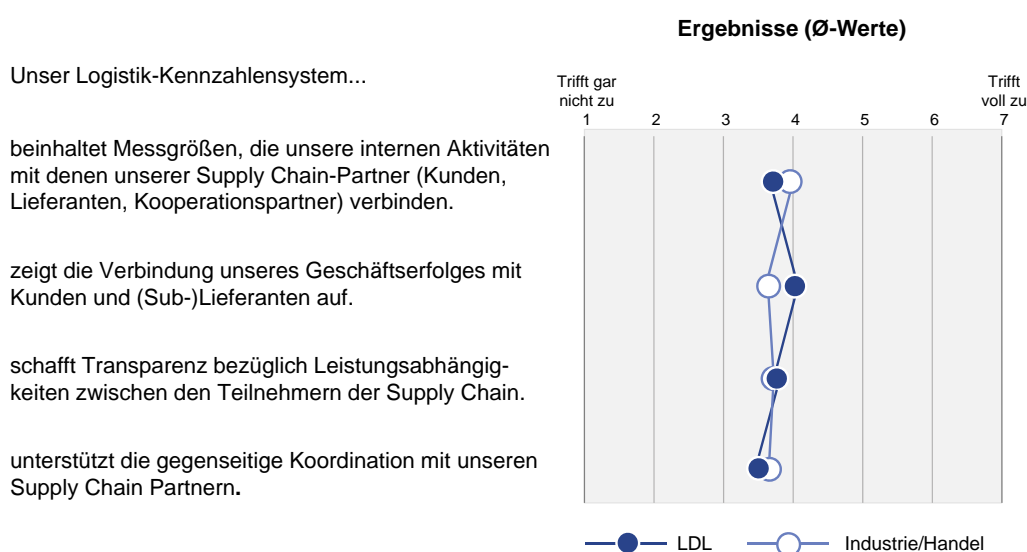 Ergebnisse (Ø-Werte)
Unser Logistik-Kennzahlensystem...
Trifft gar
nicht zu
Trifft
voll zu
1 2 3 4 5 6 7
beinhaltet Messgrößen, die unsere internen Aktivitäten
mit denen unserer Supply Chain-Partner (Kunden,
Lieferanten, Kooperationspartner) verbinden.
zeigt die Verbindung unseres Geschäftserfolges mit
Kunden und (Sub-)Lieferanten auf.
schafft Transparenz bezüglich Leistungsabhängig-
keiten zwischen den Teilnehmern der Supply Chain.
unterstützt die gegenseitige Koordination mit unseren
Supply Chain Partnern.
LDL Industrie/Handel